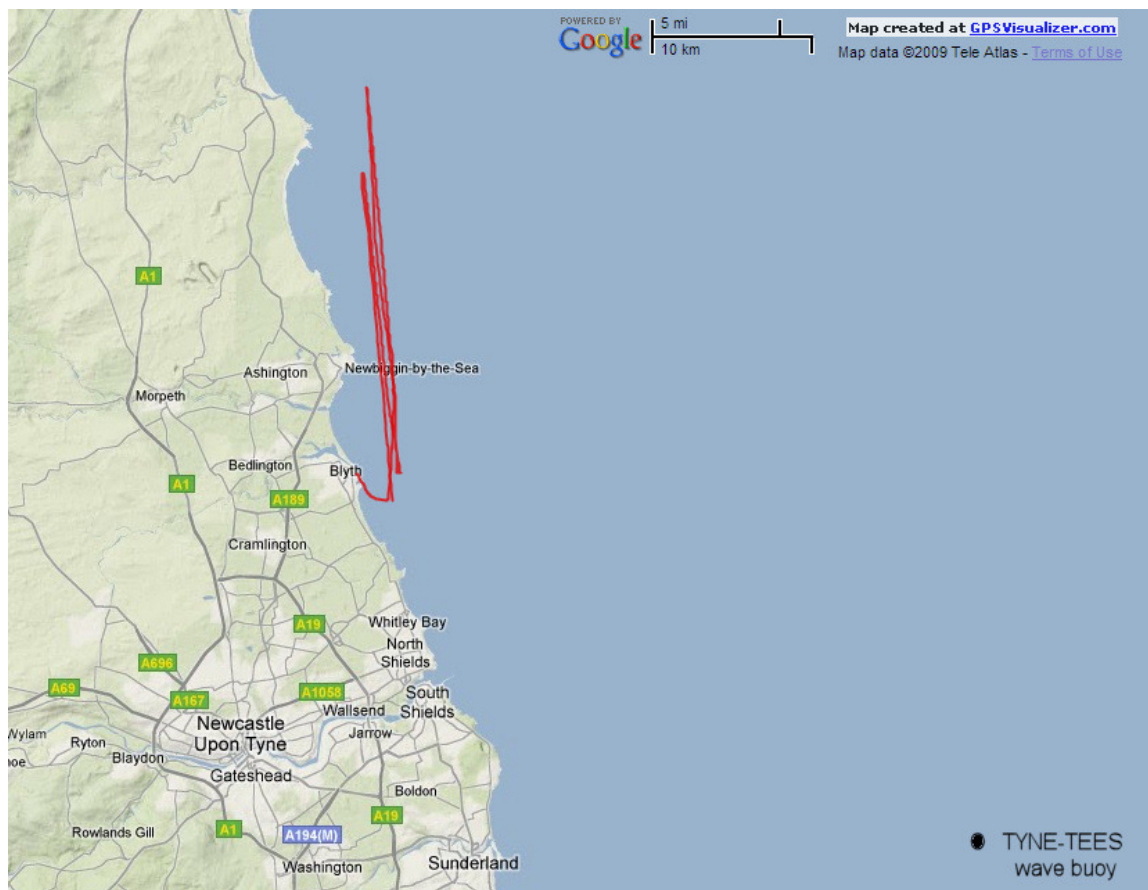 POWERED BY
Google
5 mi
10 km
Map created at GPSVisualizer.com
Map data ©2009 Tele Atlas - Terms of Use
A1
Ashington
Newbiggin-by-the-Sea
Morpeth
Bedlington
Blyth
A1
A189
Cramlington
A19
Whitley Bay
North
Shields
A696
A69
A167
A1058
South
Shields
Wallsend
Newcastle
Upon Tyne
Jarrow
Wylam
Ryton
Blaydon
Gateshead
Boldon
A19
Rowlands Gill
A1
A194(M)
Washington
Sunderland
TYNE-TEES
wave buoy